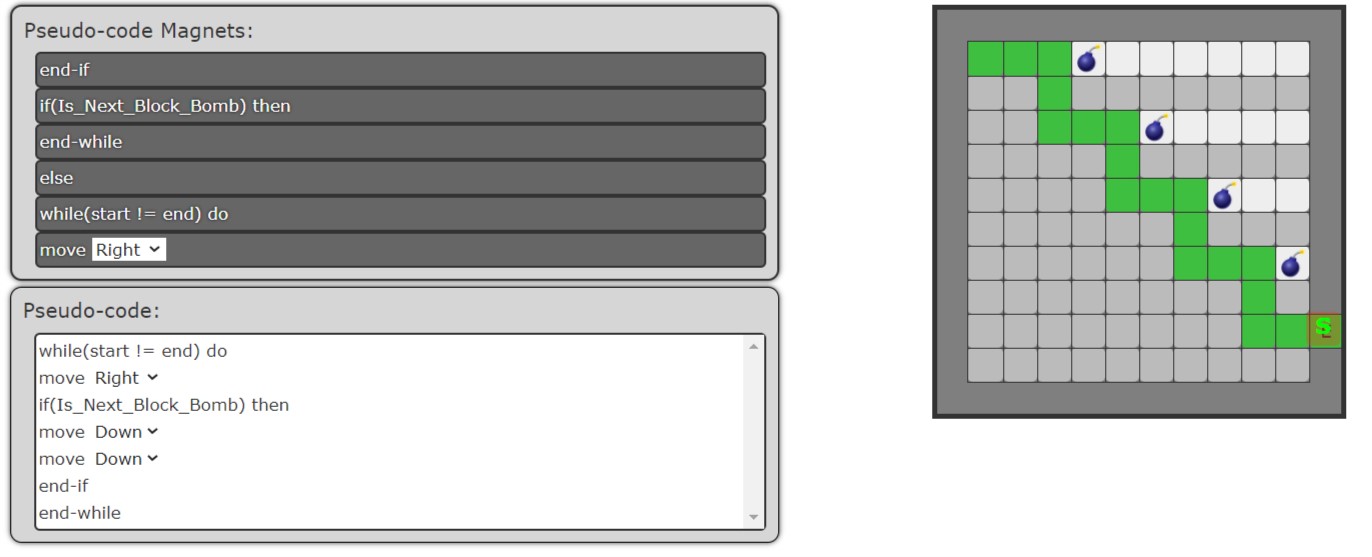 Pseudo-code Magnets:
end-if
if(Is_Next_Block_Bomb) then
end-while
else
while(start != end) do
move Right
Pseudo-code:
while(start != end) do
move Right
if(Is_Next_Block_Bomb) then
move Down
move Down
end-if
end-while
S